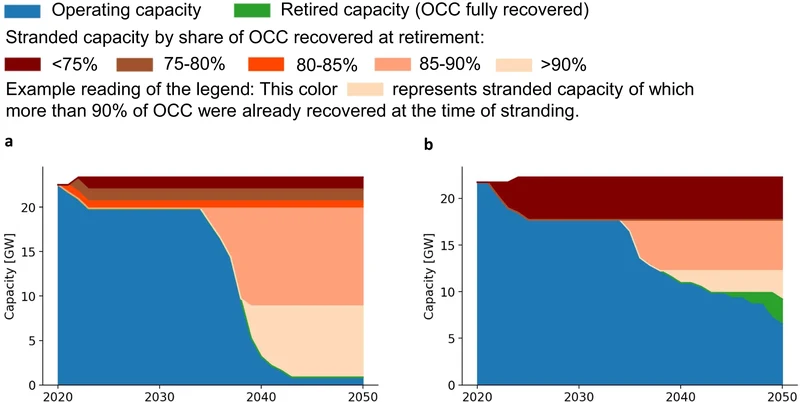 Operating capacity Retired capacity (OCC fully recovered)
Stranded capacity by share of OCC recovered at retirement:
<75% 75-80% 80-85% 85-90% >90%
Example reading of the legend: This color represents stranded capacity of which
more than 90% of OCC were already recovered at the time of stranding.
a
Capacity [GW]
20
15
10
5
0
2020 2030 2040 2050
b
Capacity [GW]
20
15
10
5
0
2020 2030 2040 2050